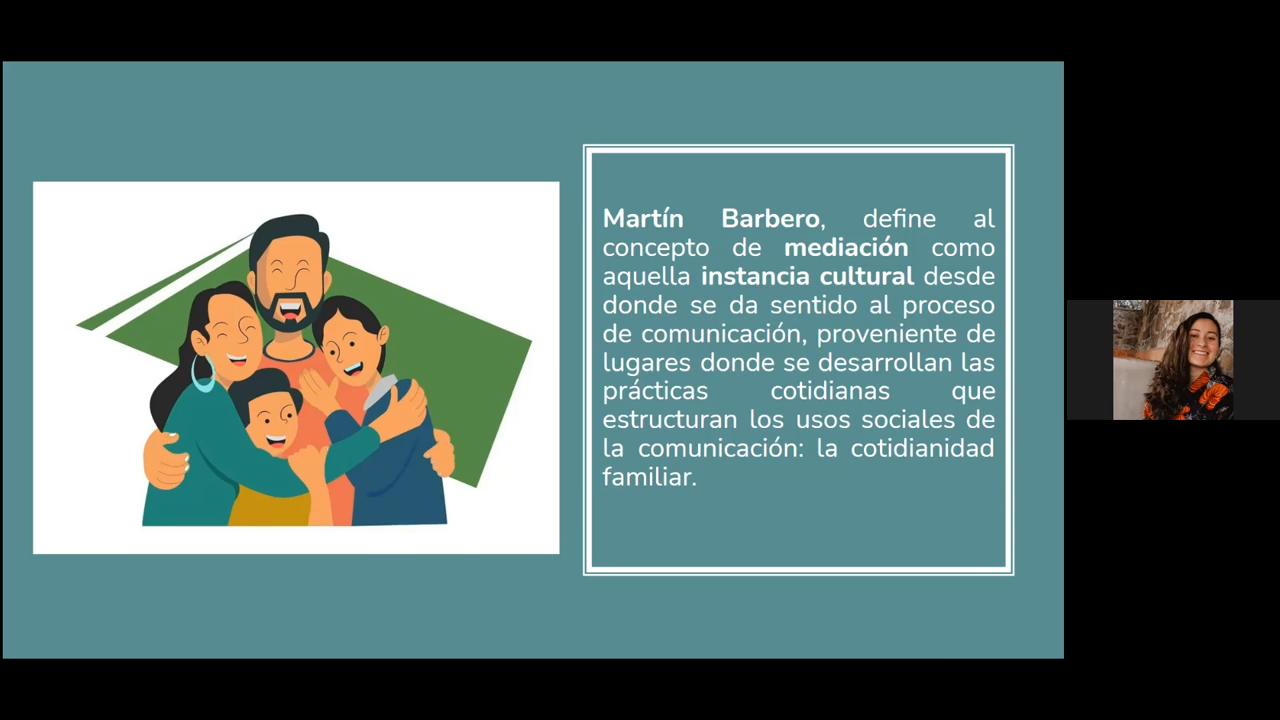 Martín Barbero, define al
concepto de mediación como
aquella instancia cultural desde
donde se da sentido al proceso
de comunicación, proveniente de
lugares donde se desarrollan las
prácticas cotidianas que
estructuran los usos sociales de
la comunicación: la cotidianidad
familiar.